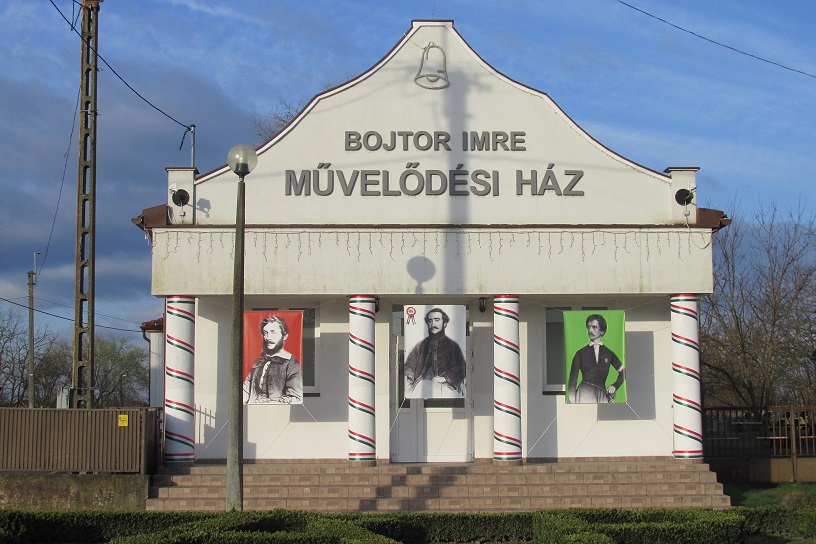 BOJTOR IMRE
MŰVELŐDÉSI HÁZ